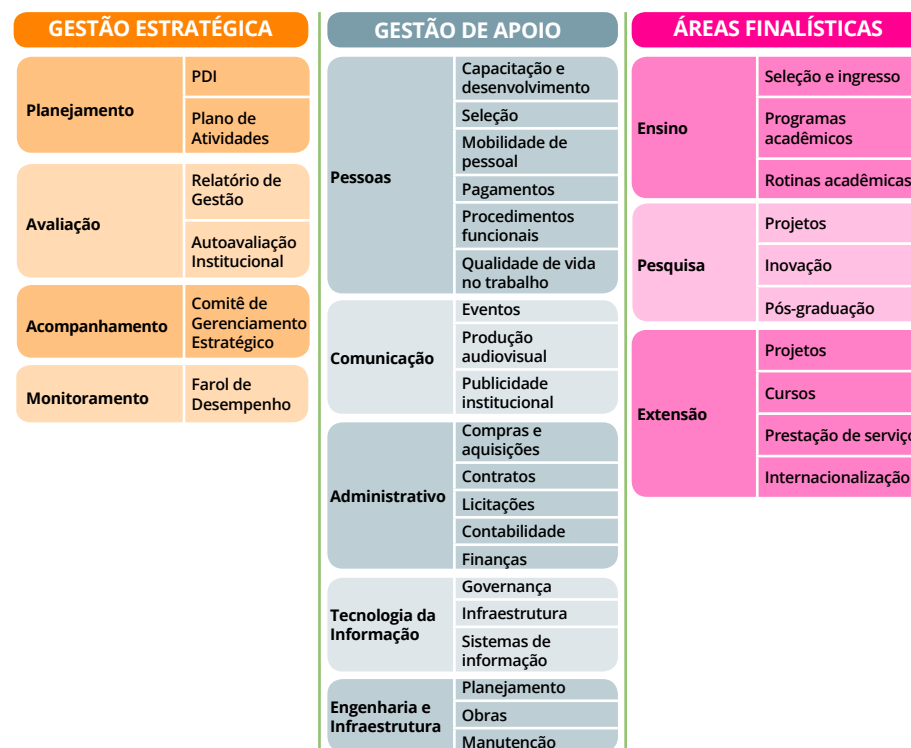 GESTÃO ESTRATÉGICA
Planejamento
PDI
Plano de
Atividades
Avaliação
Relatório de
Gestão
Autoavaliação
Institucional
Acompanhamento
Comitê de
Gerenciamento
Estratégico
Monitoramento
Farol de
Desempenho
GESTÃO DE APOIO
Pessoas
Capacitação e
desenvolvimento
Seleção
Mobilidade de
pessoal
Pagamentos
Procedimentos
funcionais
Qualidade de vida
no trabalho
Comunicação
Eventos
Produção
audiovisual
Publicidade
institucional
Administrativo
Compras e
aquisições
Contratos
Licitações
Contabilidade
Finanças
Tecnologia da
Informação
Governança
Infraestrutura
Sistemas de
informação
Engenharia e
Infraestrutura
Planejamento
Obras
Manutenção
ÁREAS FINALÍSTICAS
Ensino
Seleção e ingresso
Programas
acadêmicos
Rotinas acadêmicas
Pesquisa
Projetos
Inovação
Pós-graduação
Extensão
Projetos
Cursos
Prestação de serviço
Internacionalização